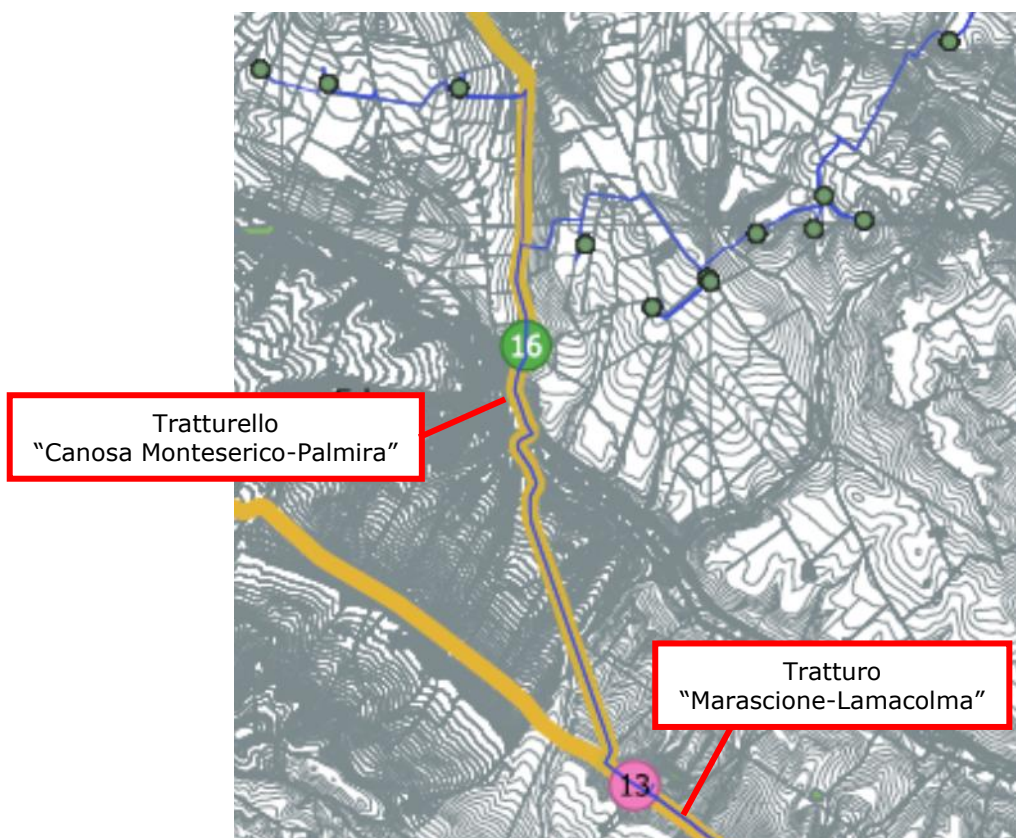 16
Tratturello
“Canosa Monteserico-Palmira”
Tratturo
“Marascione-Lamacolma”
13